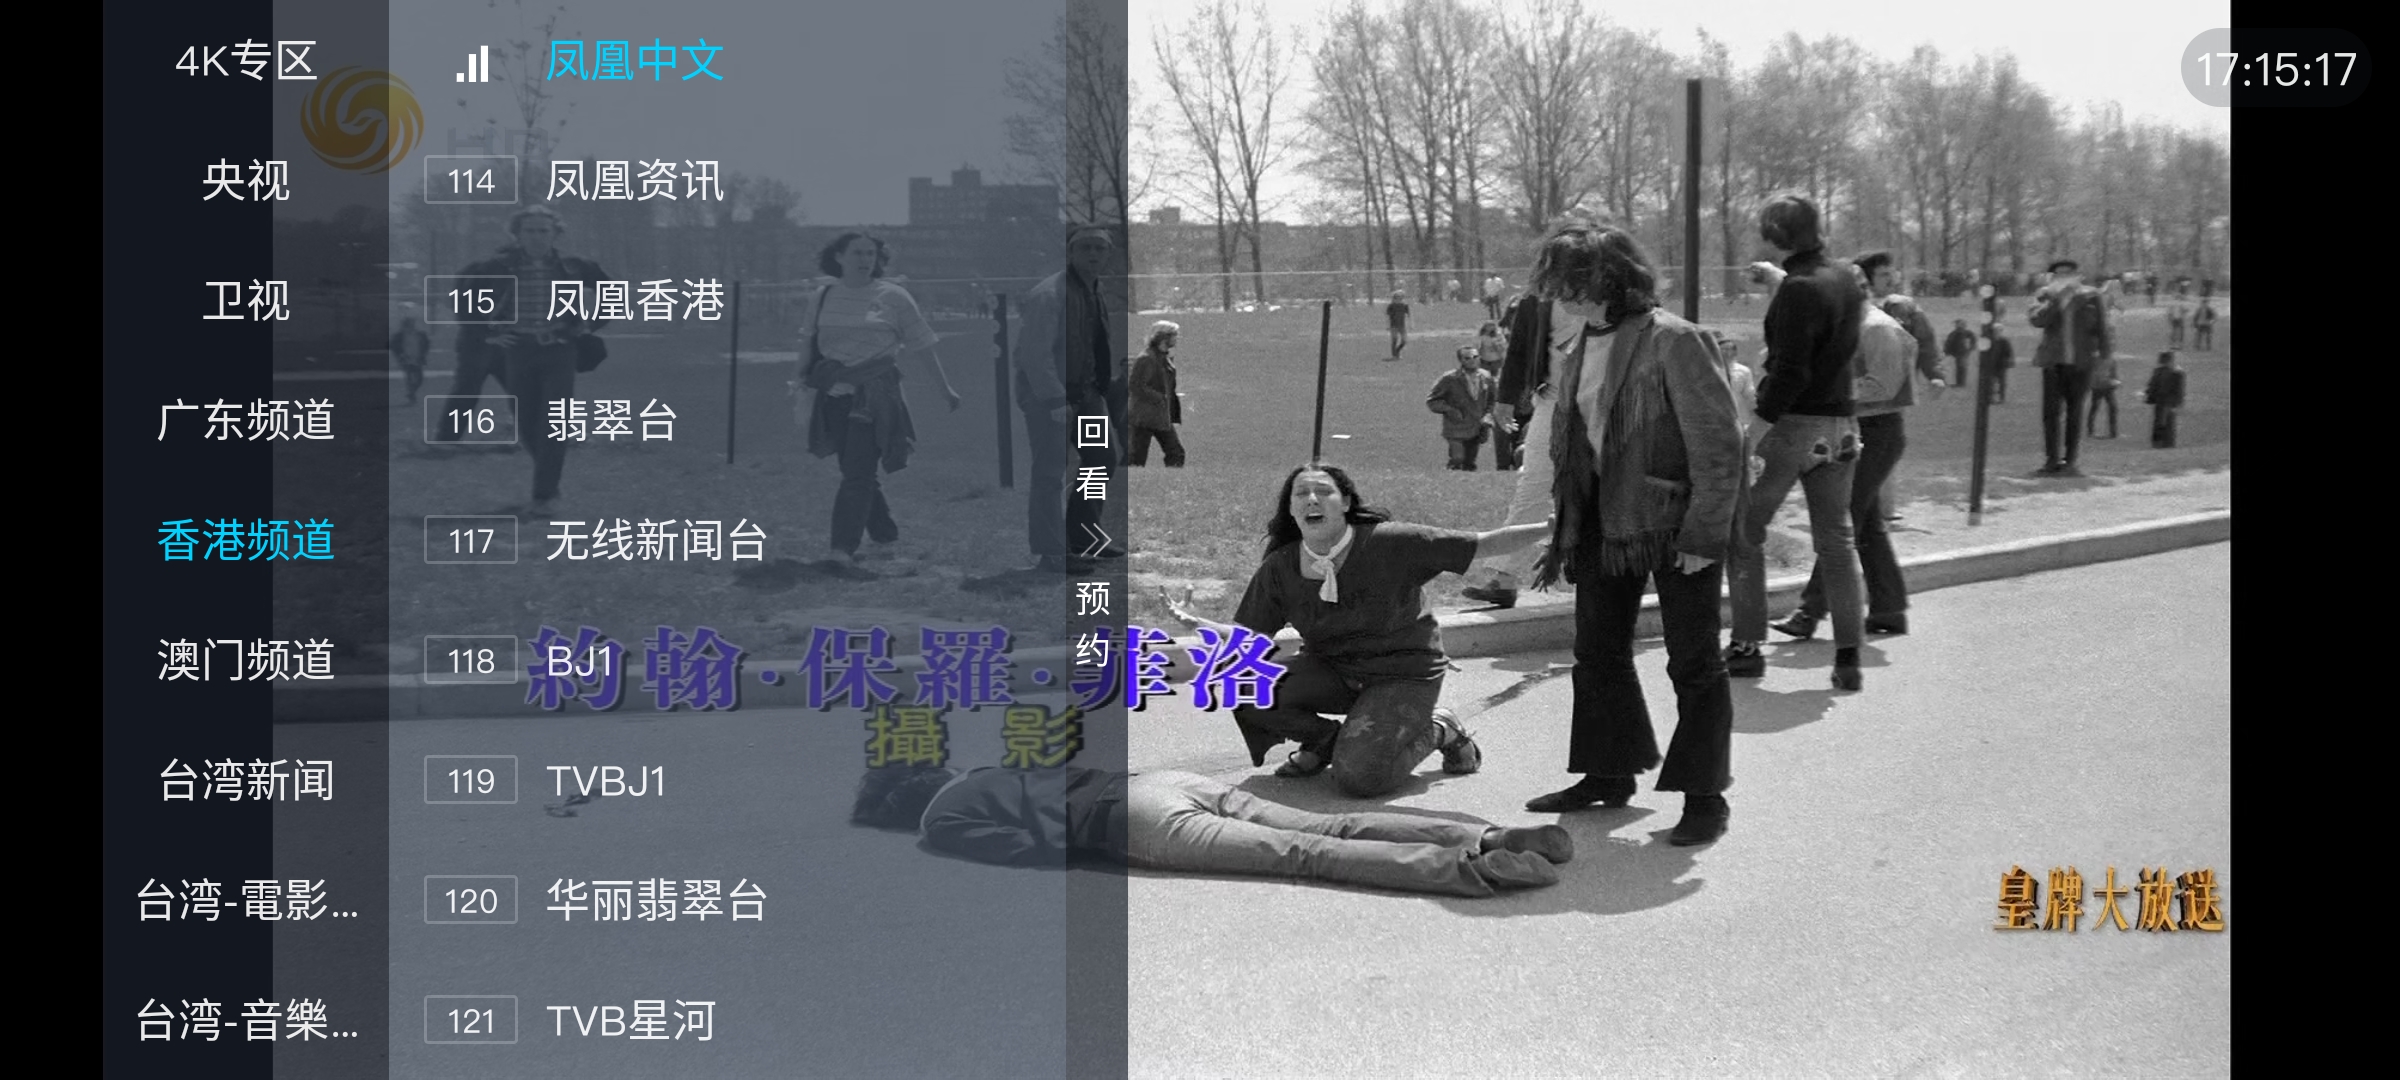 4K专区
央视
卫视
广东频道
香港频道
澳门频道
台湾新闻
台湾-電影...
台湾-音樂...
凤凰中文
114 凤凰资讯
115 凤凰香港
116 翡翠台
117 无线新闻台
118 BJ1
119 TVBJ1
120 华丽翡翠台
121 TVB星河
回看
预约
HD
約翰·保羅·菲洛
攝影
17:15:17
皇牌大放送